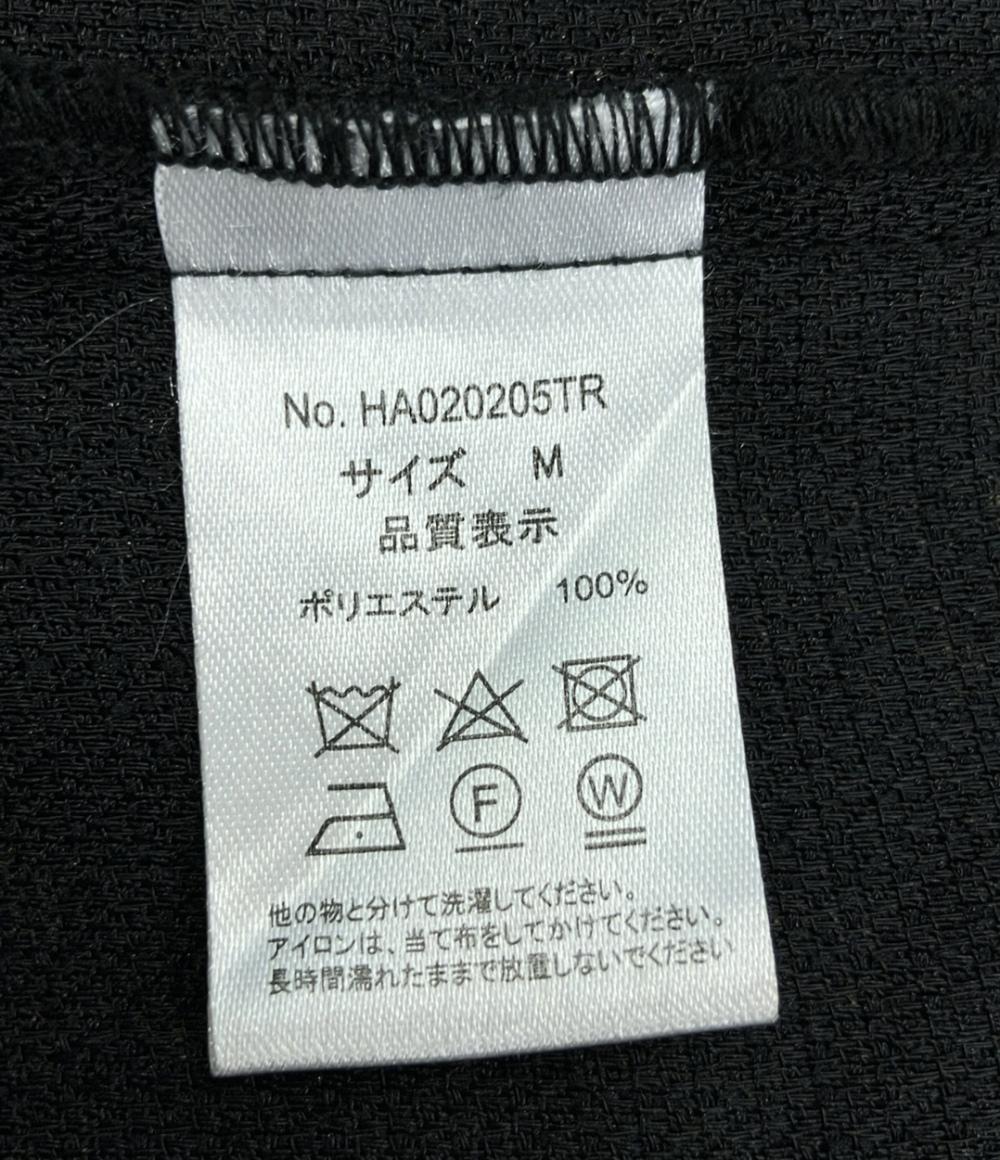 No. HA020205TR
サイズ M
品質表示
ポリエステル 100%
F W
他の物と分けて洗濯してください。
アイロンは、当て布をしてかけてください。
長時間濡れたままで放置しないでください